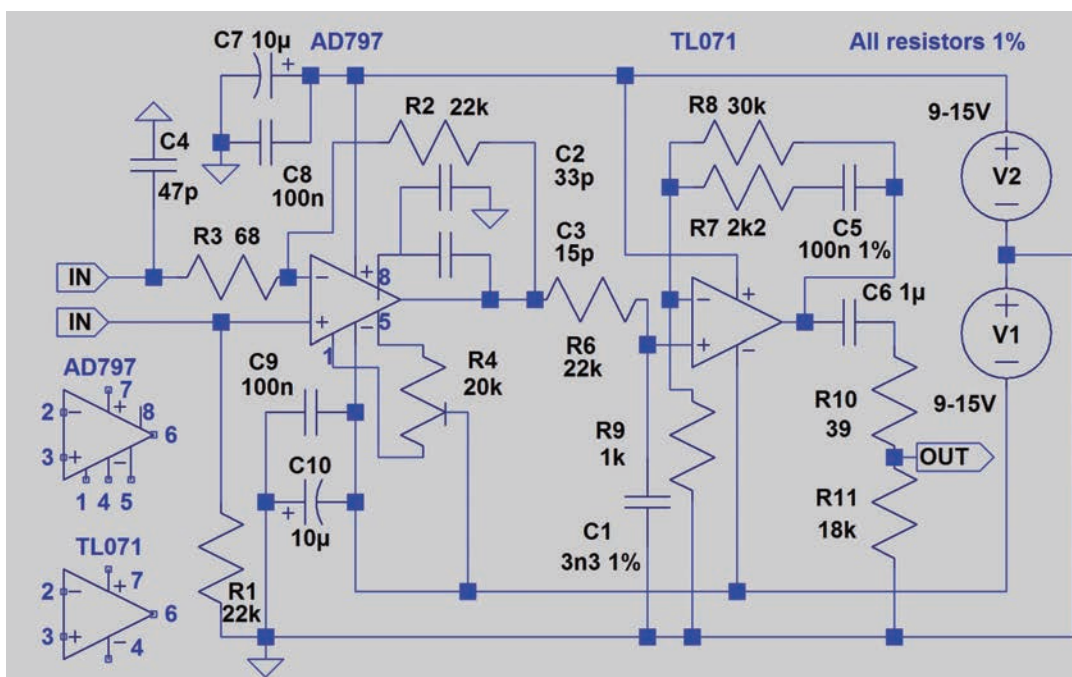 C7 10µ
AD797
TL071
All resistors 1%
+
R2 22k
R8 30k
9-15V
C4
47p
C8
100n
C2
33p
+
V2
−
R7 2k2
C5
100n 1%
C3
15p
R3 68
IN
−
+
8
−
+
C6 1µ
+
V1
−
IN
+
−
5
1
R6
22k
+
−
AD797
C9
100n
R4
20k
R10
39
9-15V
7
2
−
+
8
6
3
+
−
1 4 5
R9
1k
OUT
C10
+
10µ
R11
18k
TL071
C1
3n3 1%
7
2
−
+
6
3
+
−
4
R1
22k